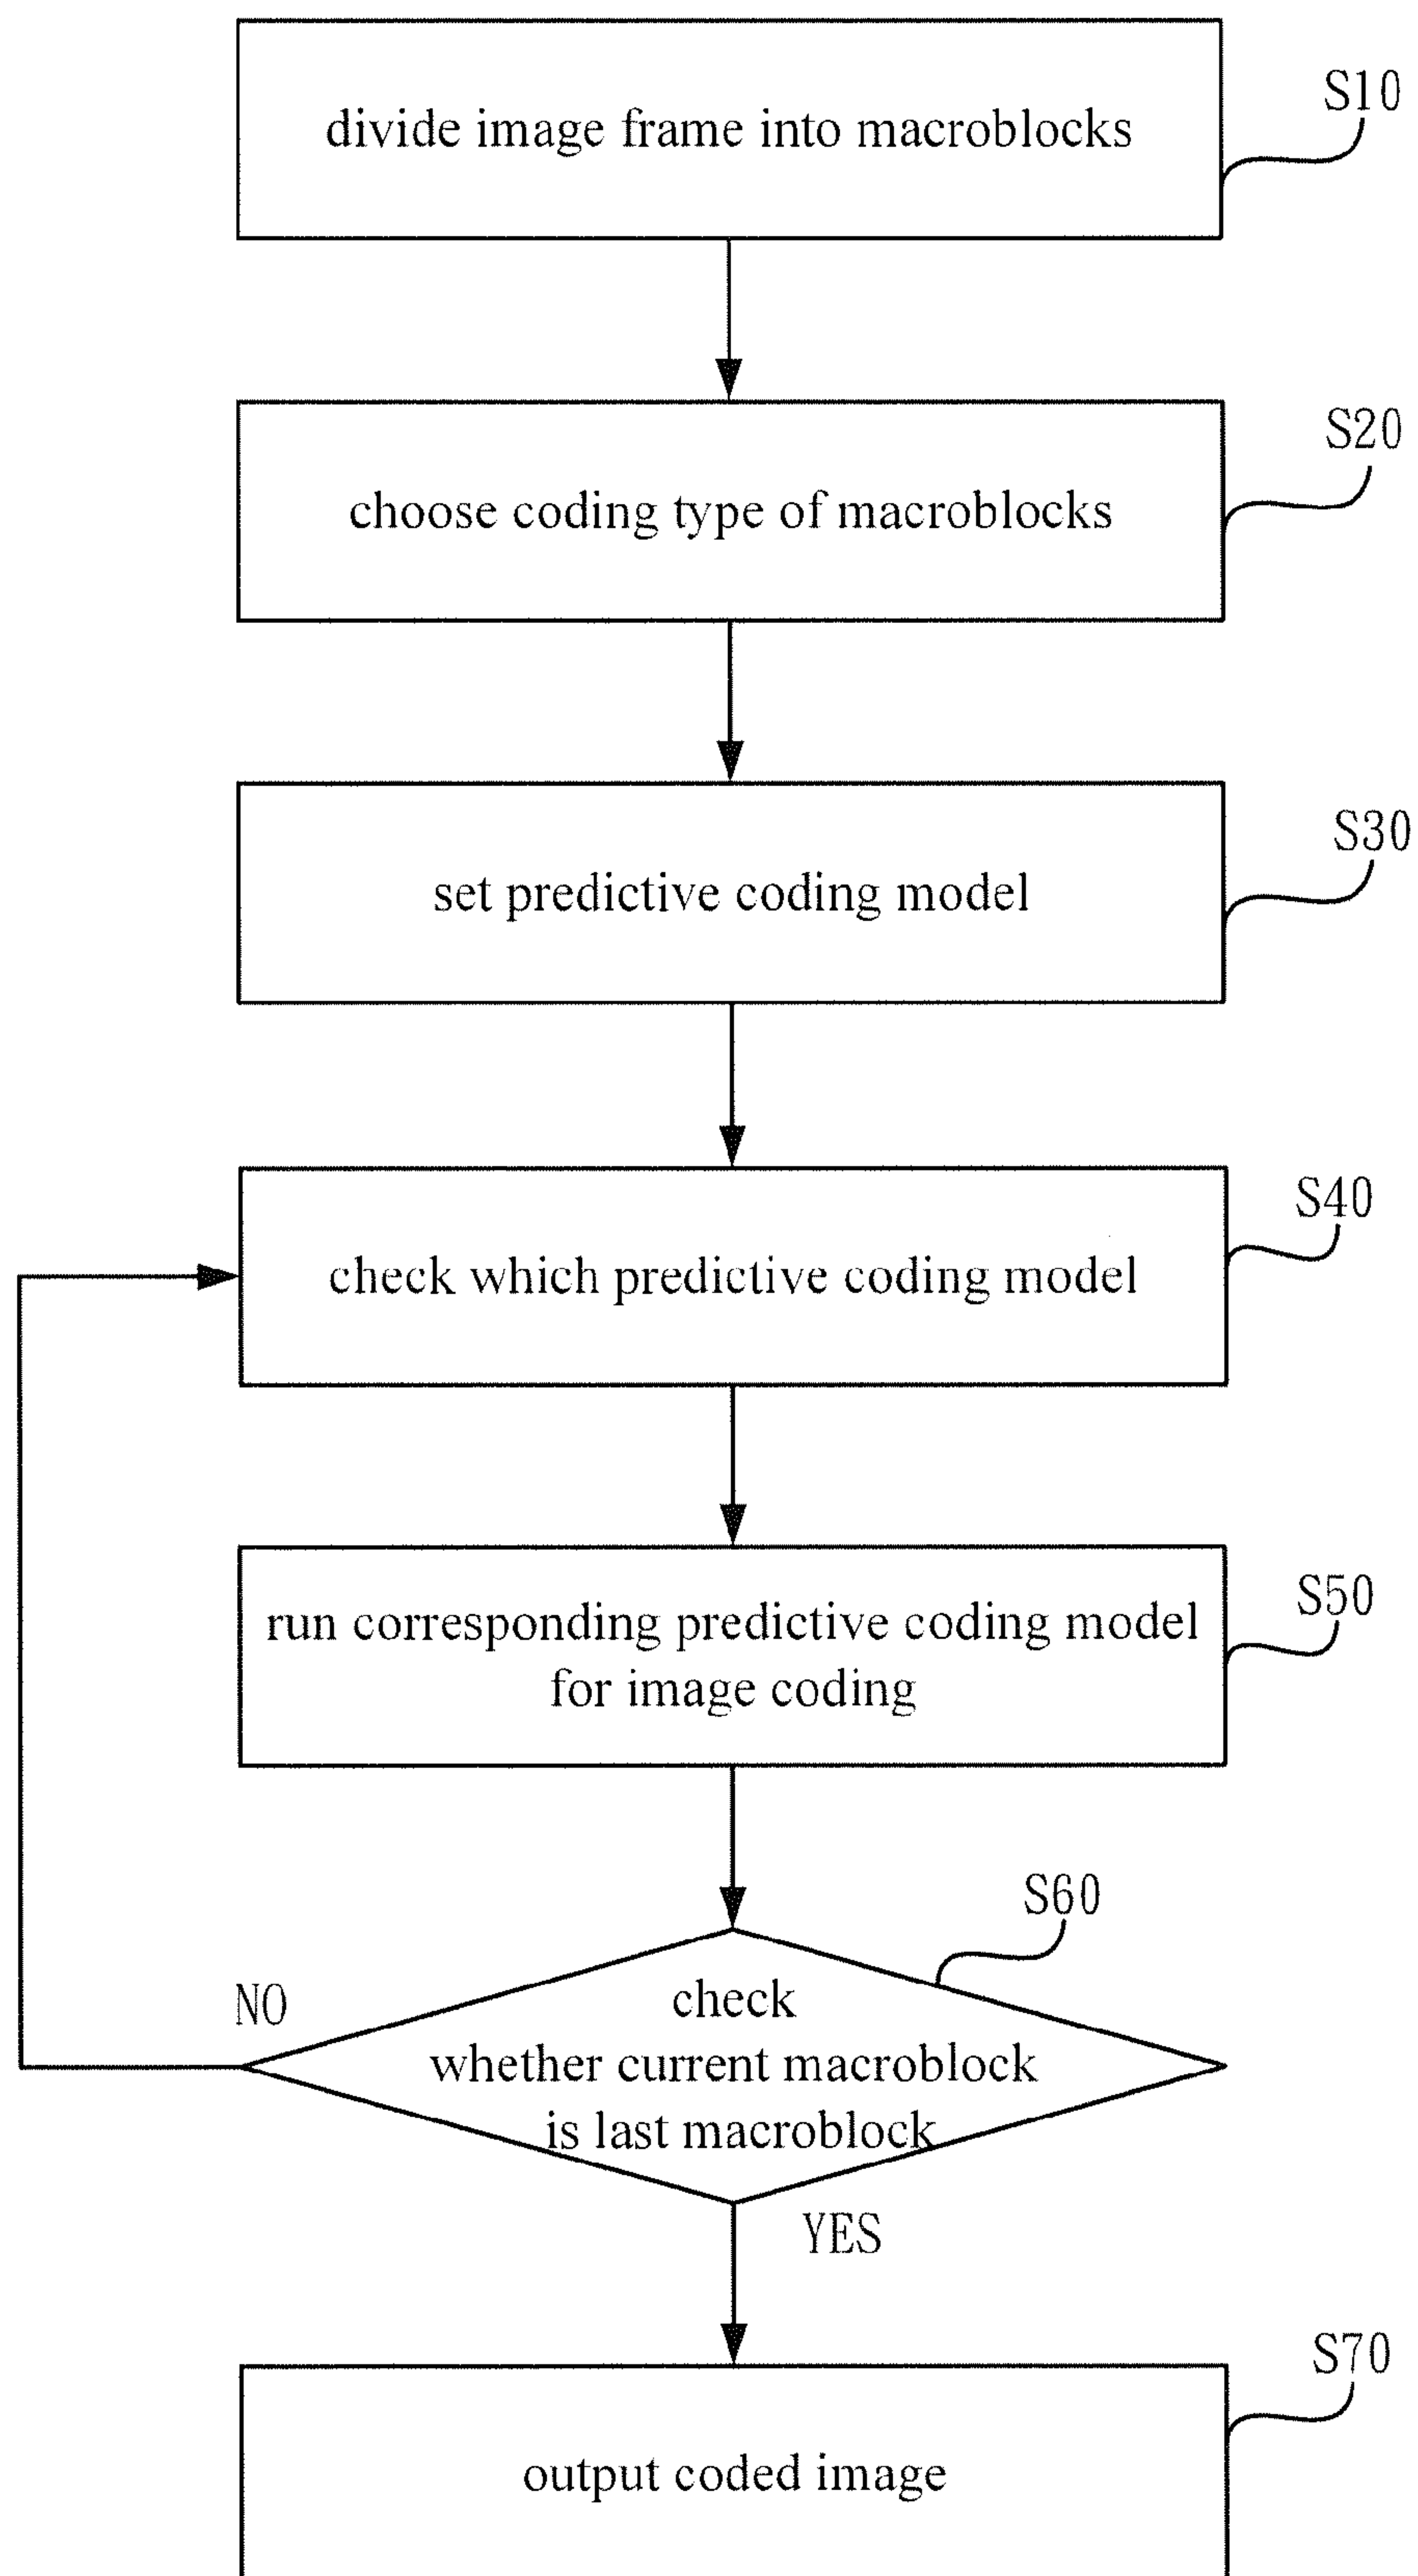 divide image frame into macroblocks
S10
choose coding type of macroblocks
S20
set predictive coding model
S30
check which predictive coding model
S40
run corresponding predictive coding model
for image coding
S50
S60
check
whether current macroblock
is last macroblock
NO
YES
output coded image
S70